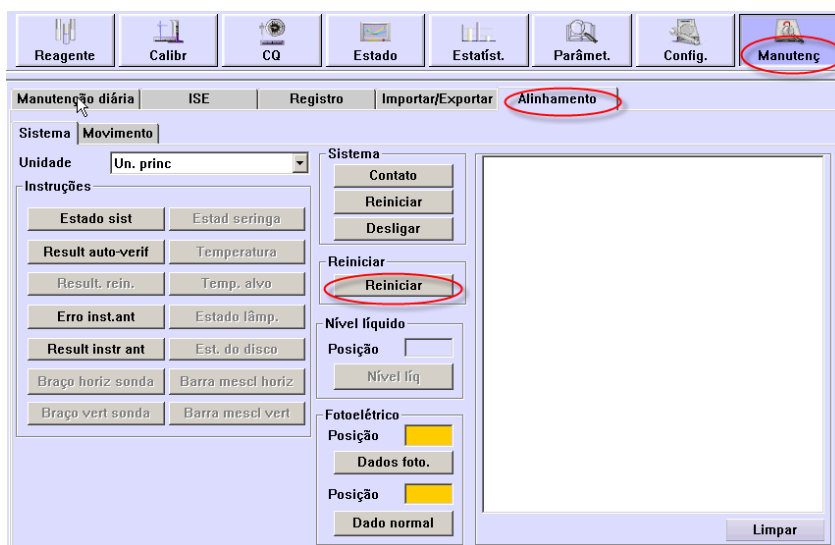 Reagente Calibr CQ Estado Estatíst. Parâmet. Config. Manutenç
Manutenção diária ISE Registro Importar/Exportar Alinhamento
Sistema Movimento
Unidade Un. princ
Instruções
Estado sist Estad seringa
Result auto-verif Temperatura
Result. rein. Temp. alvo
Erro inst.ant Estado lâmp.
Result instr ant Est. do disco
Braço horiz sonda Barra mescl horiz
Braço vert sonda Barra mescl vert
Sistema
Contato
Reiniciar
Desligar
Reiniciar
Reiniciar
Nível líquido
Posição
Nível líq
Fotoelétrico
Posição
Dados foto.
Posição
Dado normal
Limpar